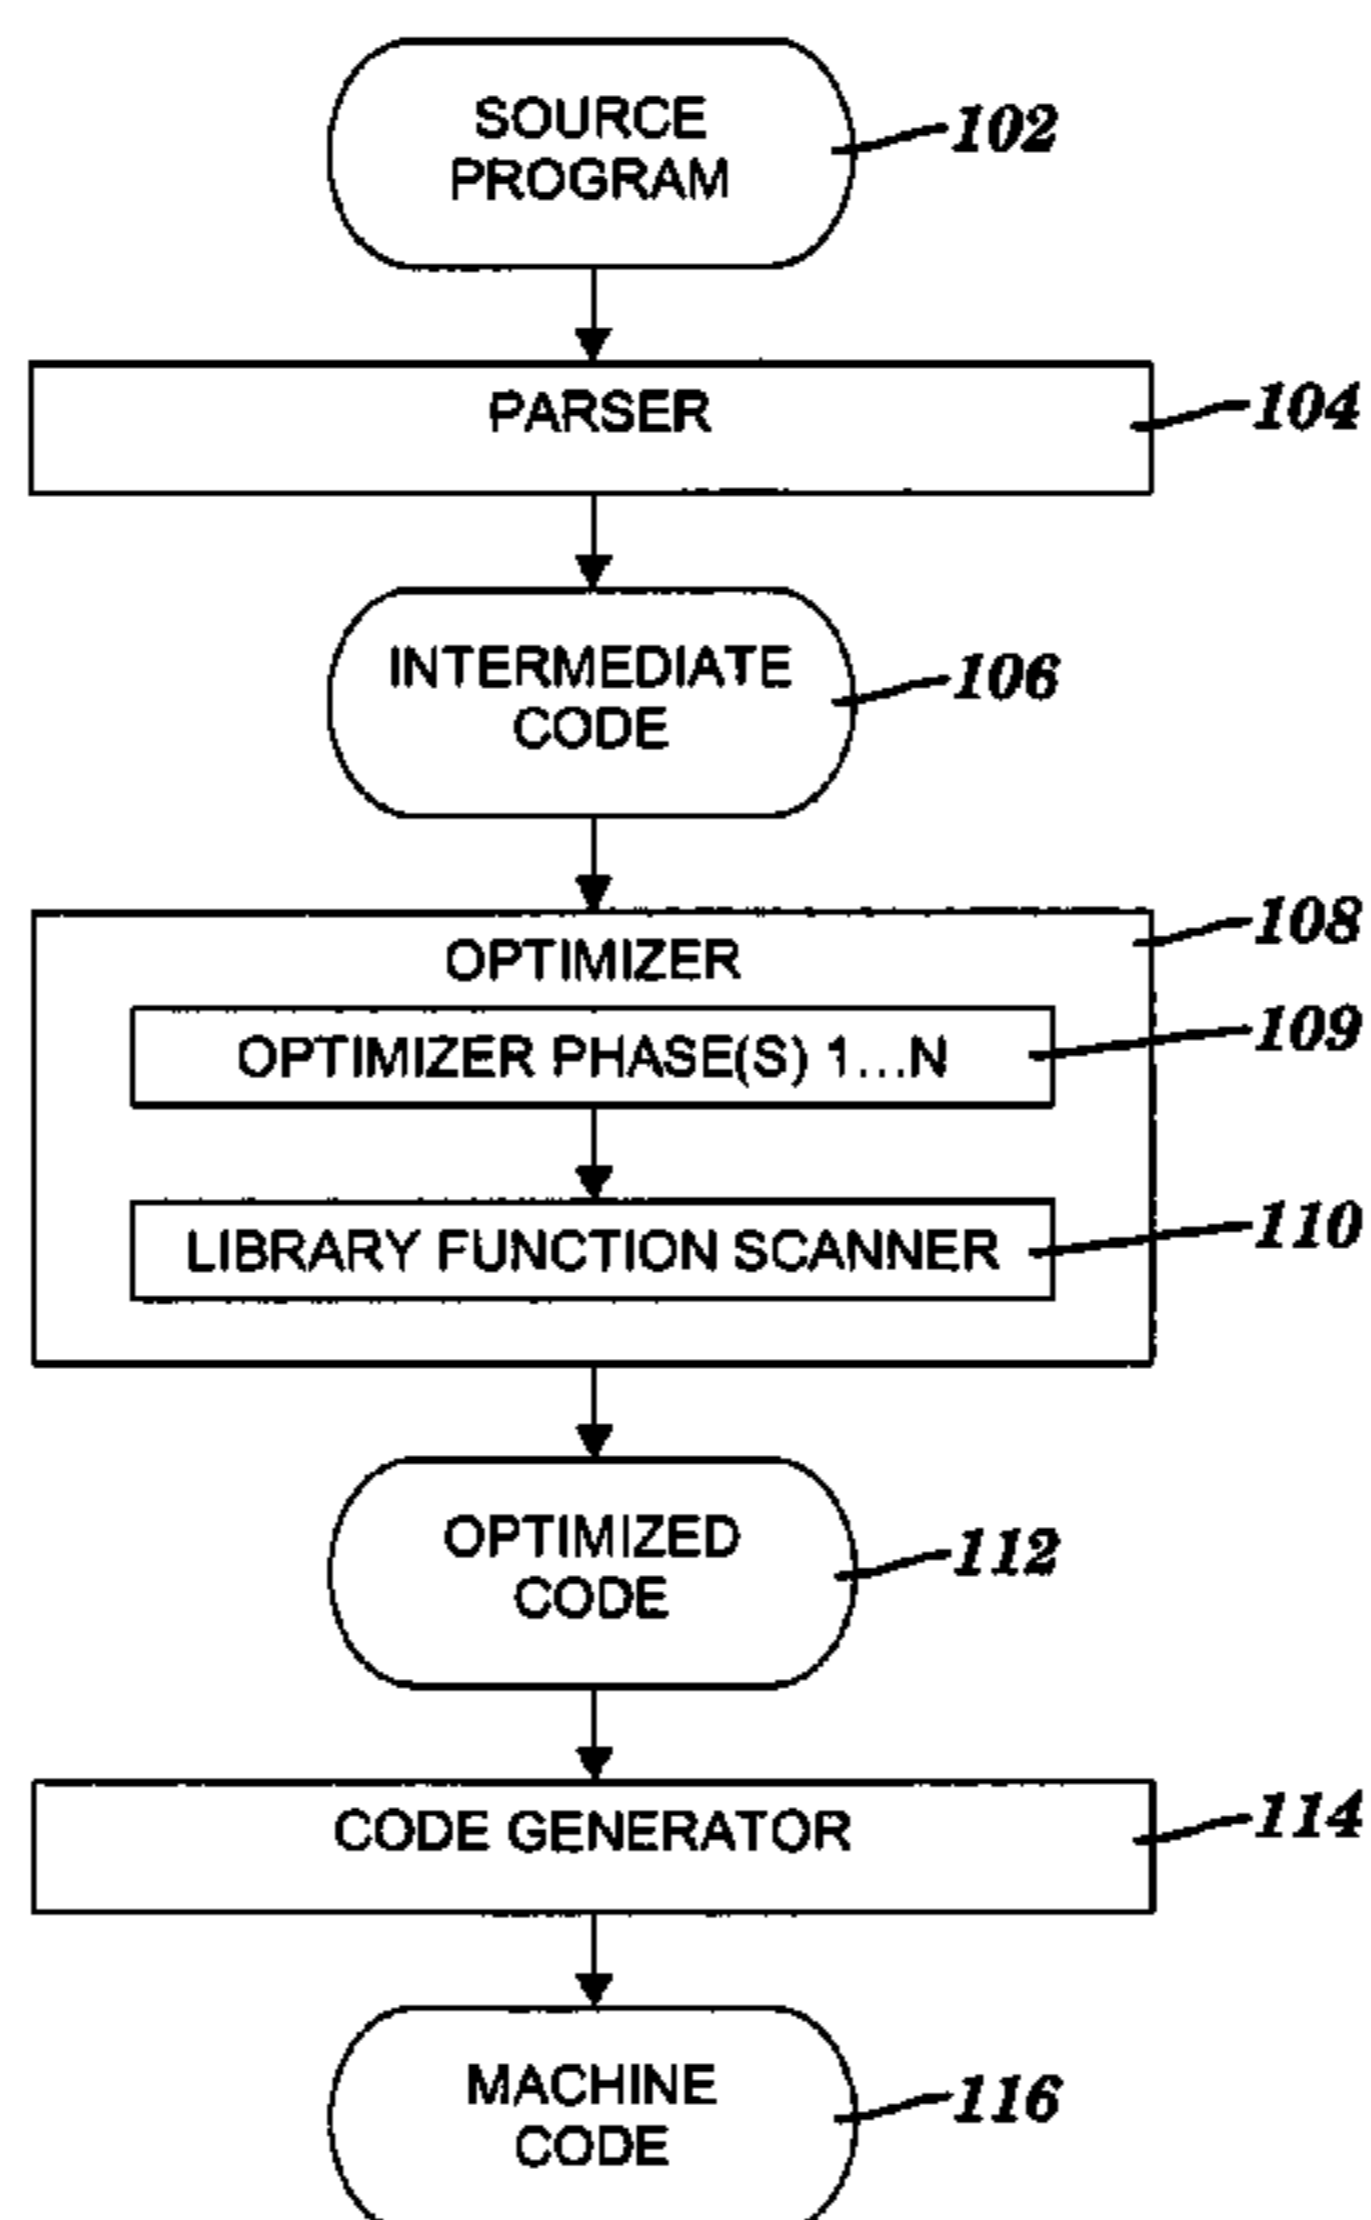 SOURCE
PROGRAM
102
PARSER
104
INTERMEDIATE
CODE
106
OPTIMIZER
108
OPTIMIZER PHASE(S) 1...N
109
LIBRARY FUNCTION SCANNER
110
OPTIMIZED
CODE
112
CODE GENERATOR
114
MACHINE
CODE
116